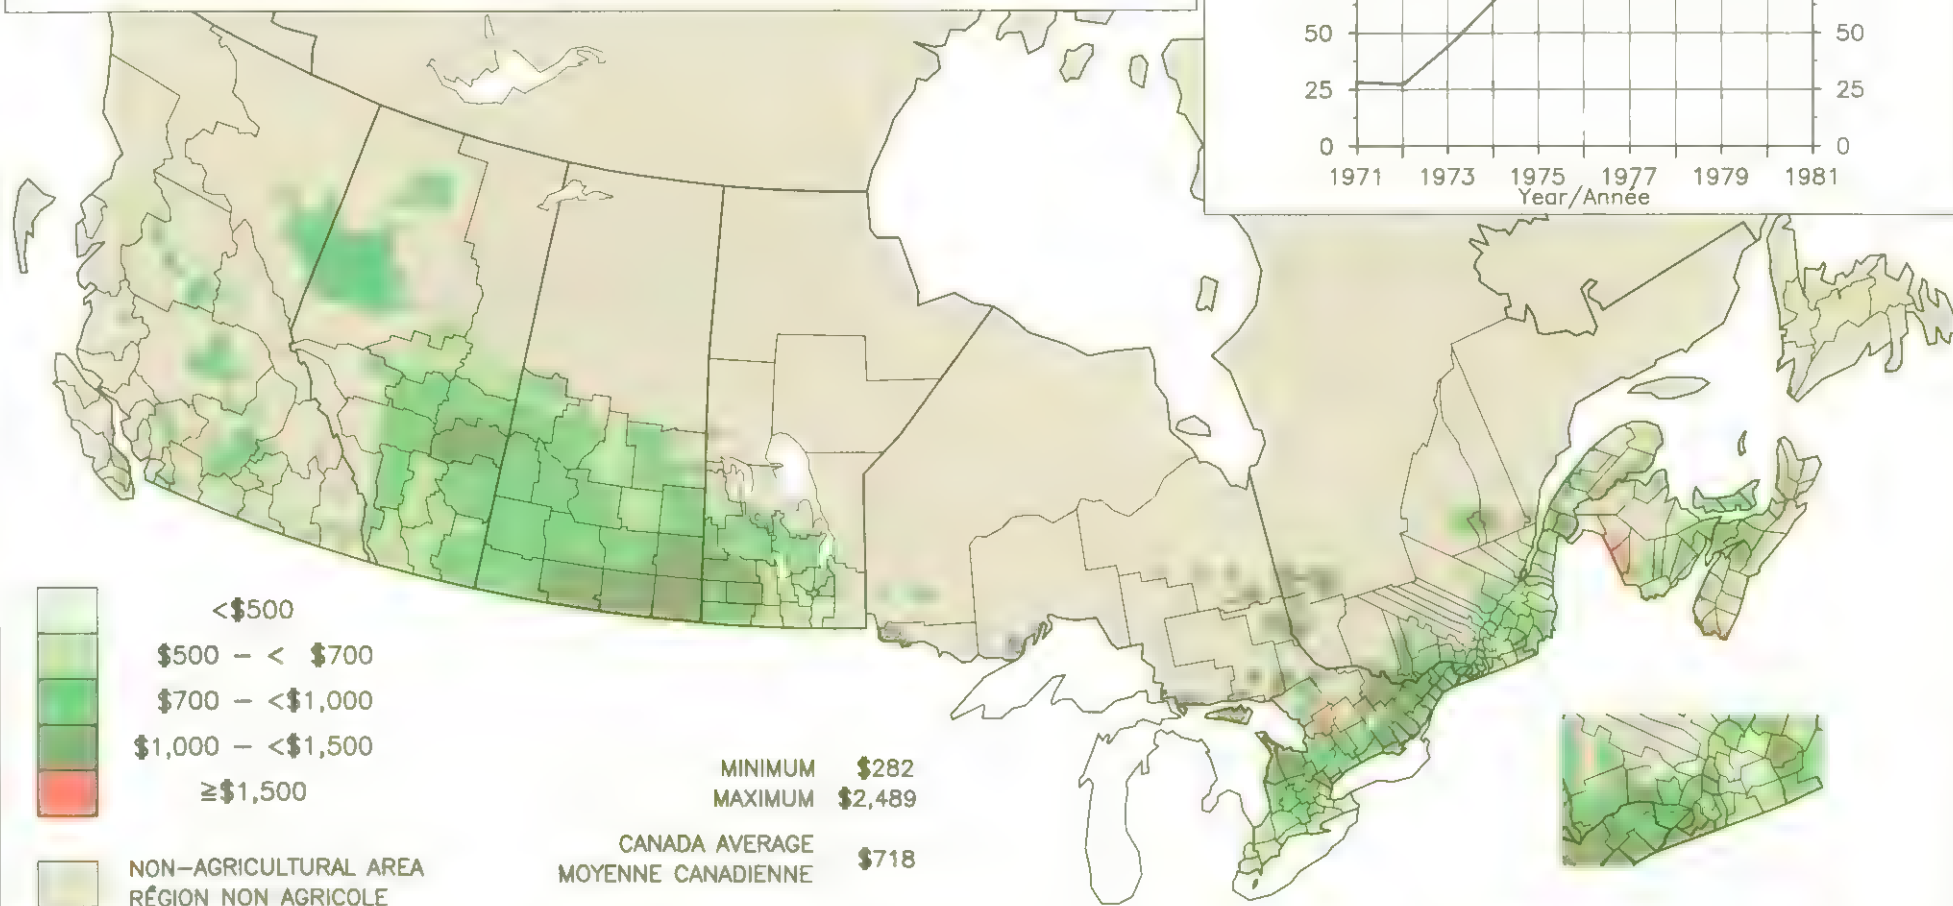 50 50
25 25
0 0
1971 1973 1975 1977 1979 1981
Year/Année
<$500
$500 – < $700
$700 – <$1,000
$1,000 – <$1,500
≥$1,500
NON–AGRICULTURAL AREA
RÉGION NON AGRICOLE
MINIMUM $282
MAXIMUM $2,489
CANADA AVERAGE
MOYENNE CANADIENNE $718